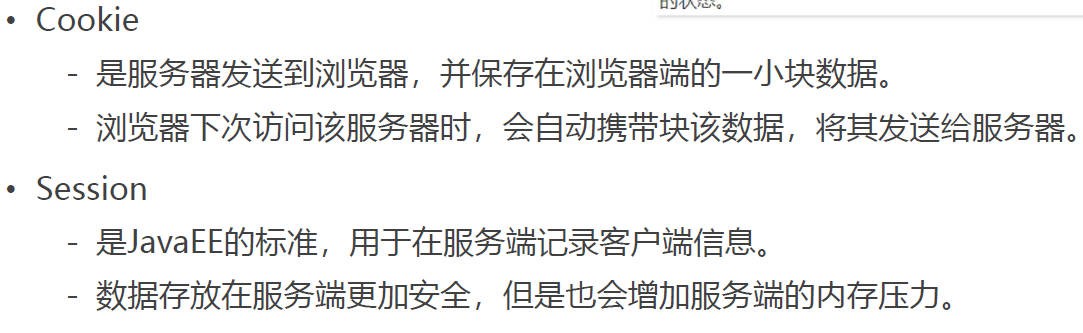 的状态。
• Cookie
- 是服务器发送到浏览器，并保存在浏览器端的一小块数据。
- 浏览器下次访问该服务器时，会自动携带块该数据，将其发送给服务器。
• Session
- 是JavaEE的标准，用于在服务端记录客户端信息。
- 数据存放在服务端更加安全，但是也会增加服务端的内存压力。